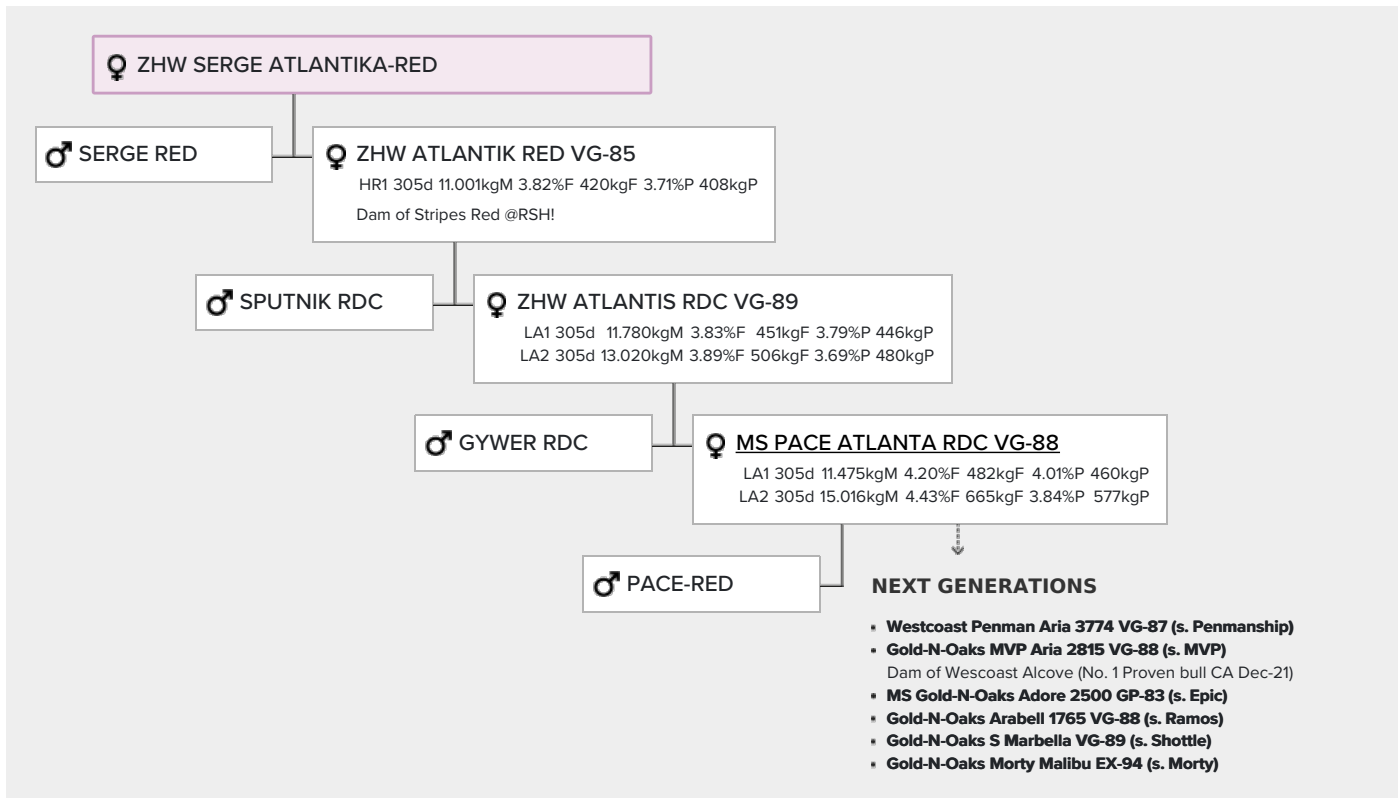 ZHW SERGE ATLANTIKA-RED
SERGE RED
ZHW ATLANTIK RED VG-85
HR1 305d 11.001kgM 3.82%F 420kgF 3.71%P 408kgP
Dam of Stripes Red @RSH!
SPUTNIK RDC
ZHW ATLANTIS RDC VG-89
LA1 305d 11.780kgM 3.83%F 451kgF 3.79%P 446kgP
LA2 305d 13.020kgM 3.89%F 506kgF 3.69%P 480kgP
GYWER RDC
MS PACE ATLANTA RDC VG-88
LA1 305d 11.475kgM 4.20%F 482kgF 4.01%P 460kgP
LA2 305d 15.016kgM 4.43%F 665kgF 3.84%P 577kgP
PACE-RED
NEXT GENERATIONS
Westcoast Penman Aria 3774 VG-87 (s. Penmanship)
Gold-N-Oaks MVP Aria 2815 VG-88 (s. MVP)
Dam of Wescoast Alcove (No. 1 Proven bull CA Dec-21)
MS Gold-N-Oaks Adore 2500 GP-83 (s. Epic)
Gold-N-Oaks Arabell 1765 VG-88 (s. Ramos)
Gold-N-Oaks S Marbella VG-89 (s. Shottle)
Gold-N-Oaks Morty Malibu EX-94 (s. Morty)